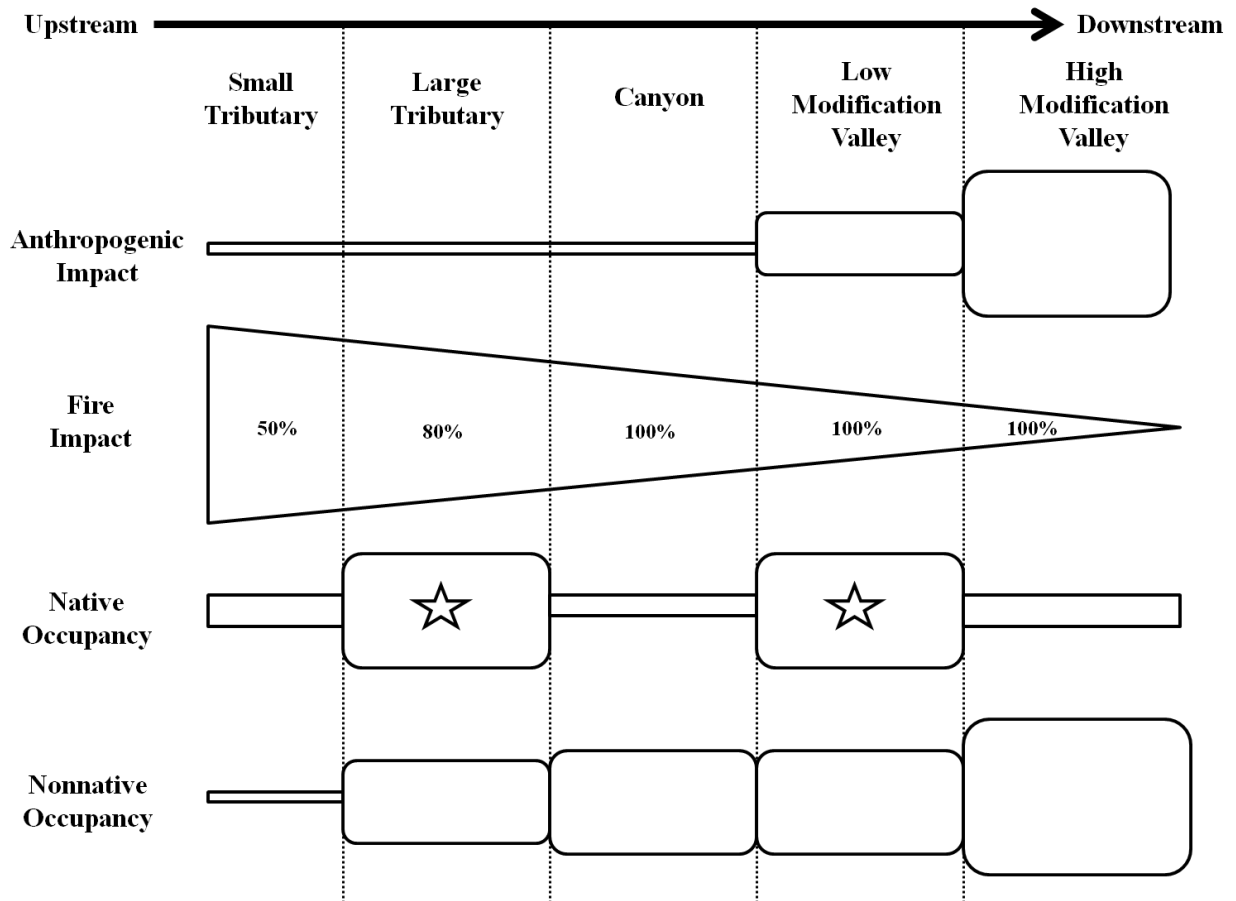 Upstream
Downstream
Small
Tributary
Large
Tributary
Canyon
Low
Modification
Valley
High
Modification
Valley
Anthropogenic
Impact
Fire
Impact
50%
80%
100%
100%
100%
Native
Occupancy
Nonnative
Occupancy